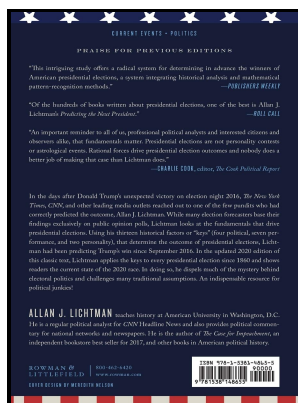 CURRENT EVENTS • POLITICS
PRAISE FOR PREVIOUS EDITIONS
"This intriguing study offers a radical system for determining in advance the winners of
American presidential elections, a system integrating historical analysis and mathematical
pattern-recognition methods."
—PUBLISHERS WEEKLY
"Of the hundreds of books written about presidential elections, one of the best is Allan J.
Lichtman's Predicting the Next President."
—ROLL CALL
"An important reminder to all of us, professional political analysts and interested citizens and
observers alike, that fundamentals matter. Presidential elections are not personality contests
or astrological events. Rational forces drive presidential election outcomes and nobody does a
better job of making that case than Lichtman does."
—CHARLIE COOK, editor, The Cook Political Report
In the days after Donald Trump's unexpected victory on election night 2016, The New York
Times, CNN, and other leading media outlets reached out to one of the few pundits who had
correctly predicted the outcome, Allan J. Lichtman. While many election forecasters base their
findings exclusively on public opinion polls, Lichtman looks at the fundamentals that drive
presidential elections. Using his thirteen historical factors or "keys" (four political, seven per-
formance, and two personality), that determine the outcome of presidential elections, Licht-
man had been predicting Trump's win since September 2016. In the updated 2020 edition of
this classic text, Lichtman applies the keys to every presidential election since 1860 and shows
readers the current state of the 2020 race. In doing so, he dispels much of the mystery behind
electoral politics and challenges many traditional assumptions. An indispensable resource for
political junkies!
ALLAN J. LICHTMAN teaches history at American University in Washington, D.C.
He is a regular political analyst for CNN Headline News and also provides political commen-
tary for national networks and newspapers. He is the author of The Case for Impeachment, an
independent bookstore best seller for 2017, and other books in American political history.
ROWMAN &
LITTLEFIELD
800-462-6420
www.rowman.com
COVER DESIGN BY MEREDITH NELSON
ISBN 978-1-5381-4865-5
90000
9 781538 148655